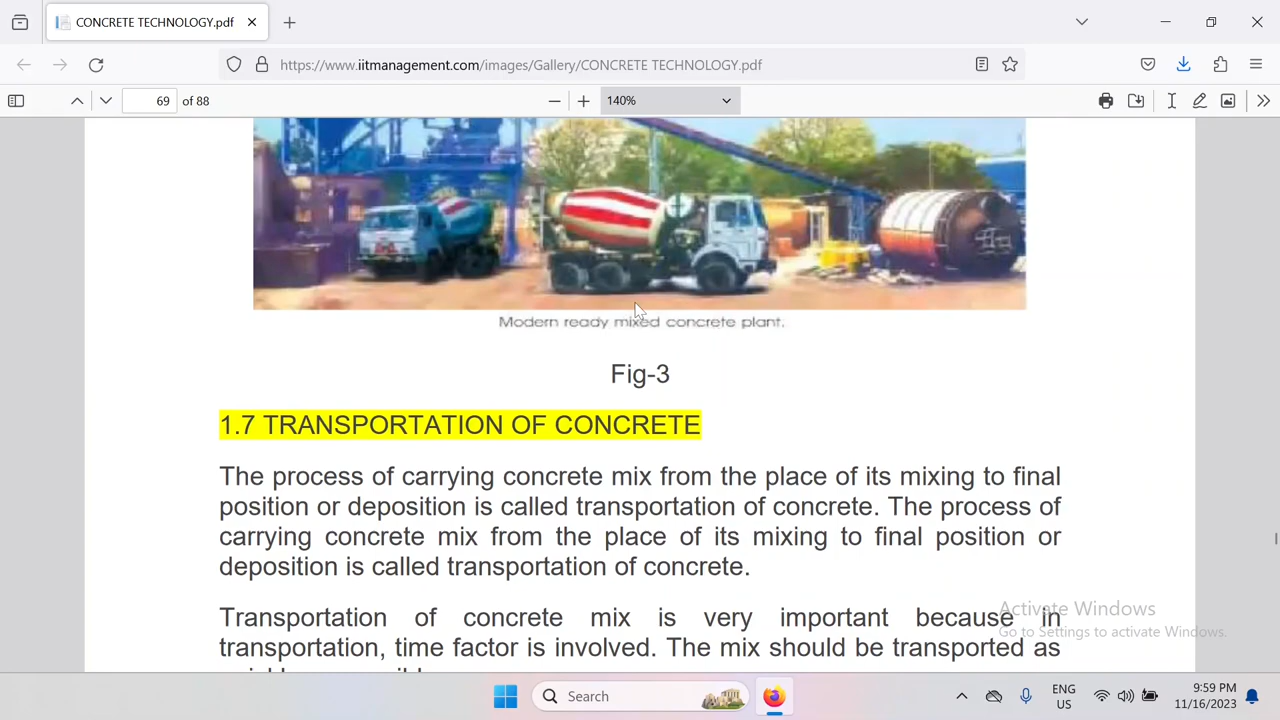 CONCRETE TECHNOLOGY.pdf
https://www.iitmanagement.com/images/Gallery/CONCRETE TECHNOLOGY.pdf
69 of 88
140%
Modern ready mixed concrete plant.
Fig-3
1.7 TRANSPORTATION OF CONCRETE
The process of carrying concrete mix from the place of its mixing to final
position or deposition is called transportation of concrete. The process of
carrying concrete mix from the place of its mixing to final position or
deposition is called transportation of concrete.
Transportation of concrete mix is very important because in
transportation, time factor is involved. The mix should be transported as
Activate Windows
Go to Settings to activate Windows.
Search
ENG
US
9:59 PM
11/16/2023